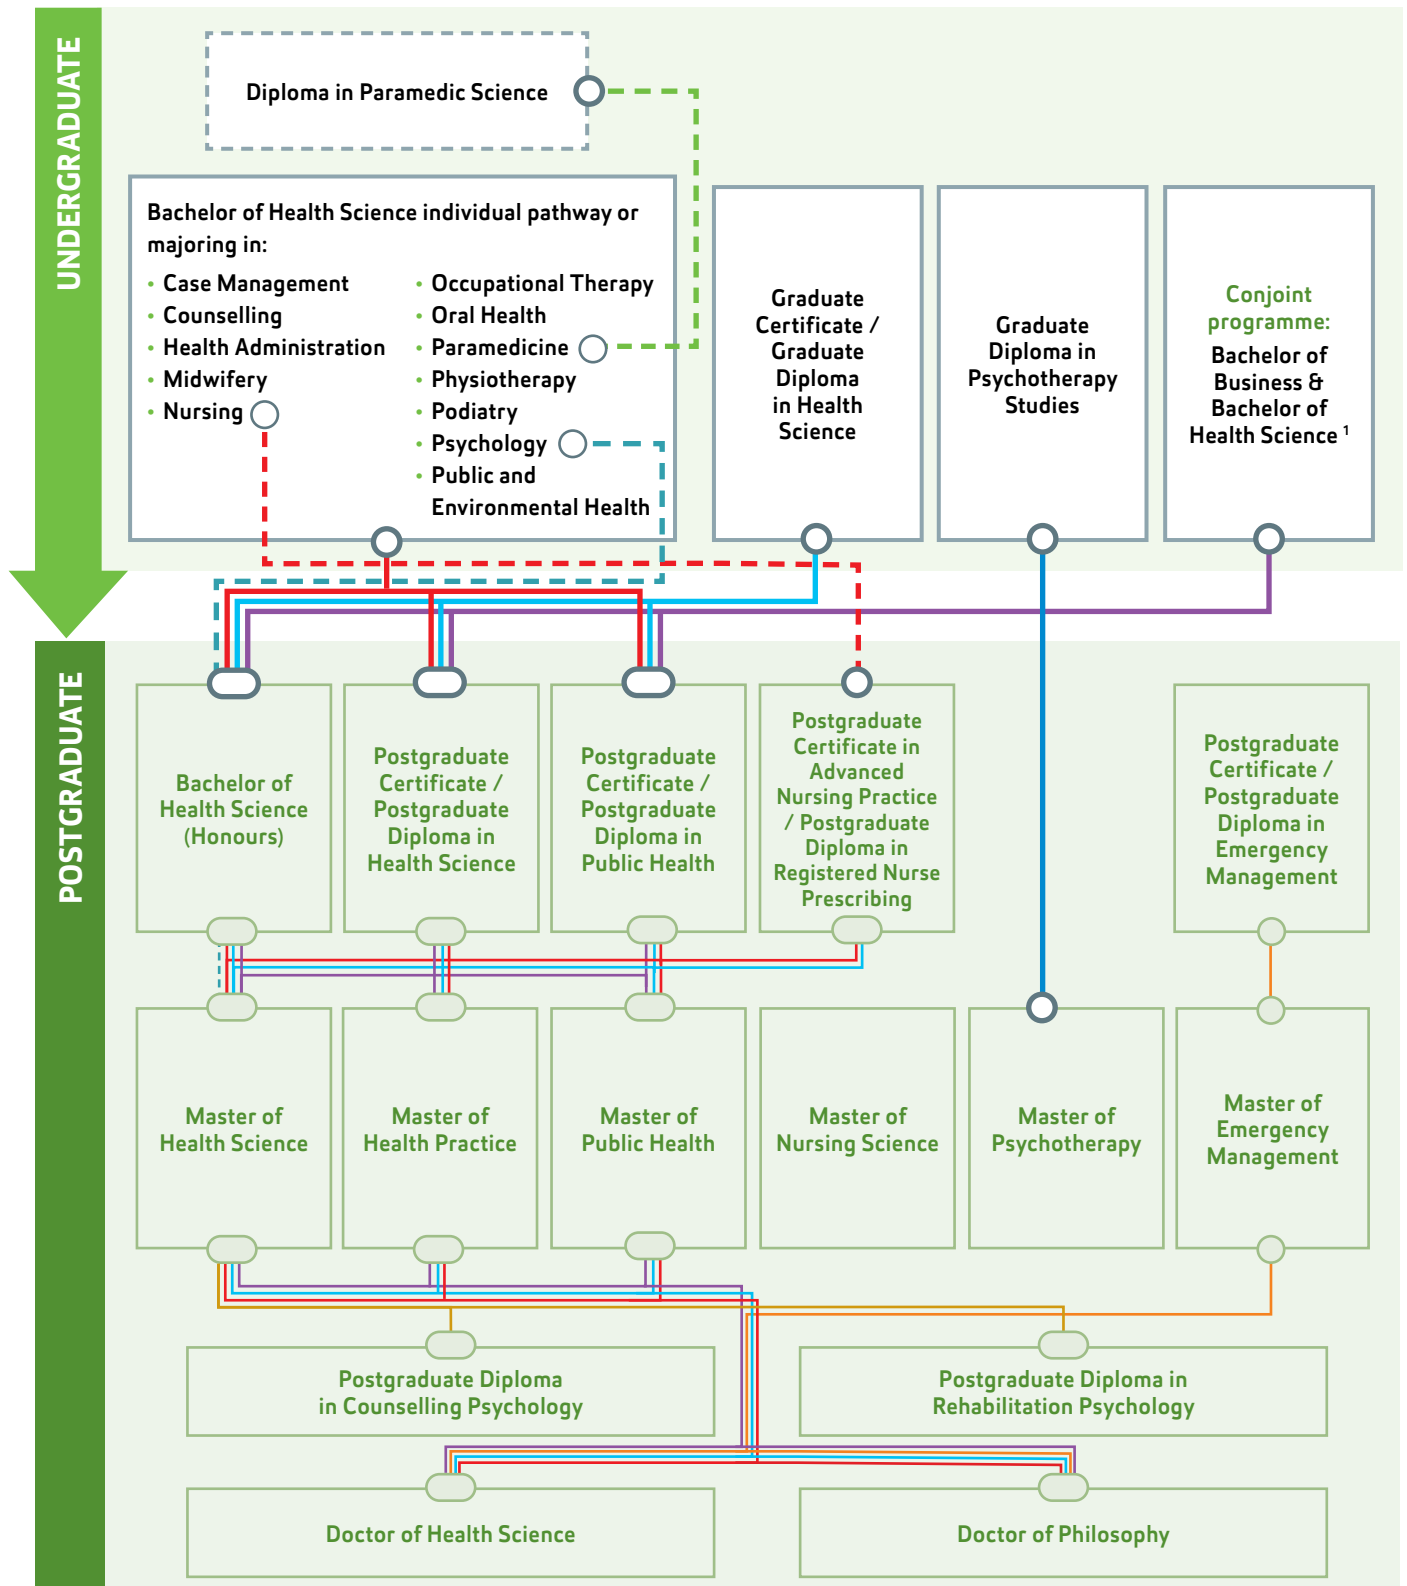 UNDERGRADUATE
Diploma in Paramedic Science
Bachelor of Health Science individual pathway or
majoring in:
• Case Management
• Counselling
• Health Administration
• Midwifery
• Nursing
• Occupational Therapy
• Oral Health
• Paramedicine
• Physiotherapy
• Podiatry
• Psychology
• Public and
Environmental Health
Graduate
Certificate /
Graduate
Diploma
in Health
Science
Graduate
Diploma in
Psychotherapy
Studies
Conjoint
programme:
Bachelor of
Business &
Bachelor of
Health Science ¹
POSTGRADUATE
Bachelor of
Health Science
(Honours)
Postgraduate
Certificate /
Postgraduate
Diploma in
Health Science
Postgraduate
Certificate /
Postgraduate
Diploma in
Public Health
Postgraduate
Certificate in
Advanced
Nursing Practice
/ Postgraduate
Diploma in
Registered Nurse
Prescribing
Postgraduate
Certificate /
Postgraduate
Diploma in
Emergency
Management
Master of
Health Science
Master of
Health Practice
Master of
Public Health
Master of
Nursing Science
Master of
Psychotherapy
Master of
Emergency
Management
Postgraduate Diploma
in Counselling Psychology
Postgraduate Diploma in
Rehabilitation Psychology
Doctor of Health Science
Doctor of Philosophy